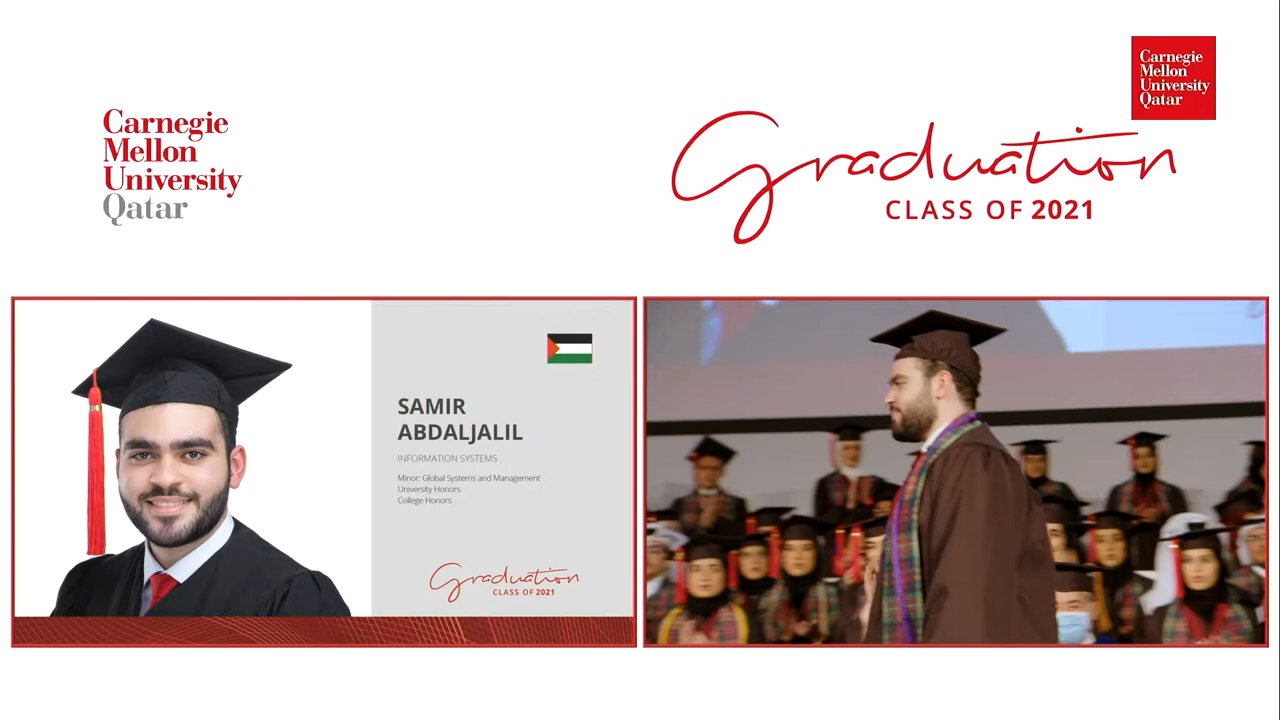 Carnegie
Mellon
University
Qatar
Carnegie
Mellon
University
Qatar
Graduation
CLASS OF 2021
SAMIR
ABDALJALIL
INFORMATION SYSTEMS
Minor: Global Systems and Management
University Honors
College Honors
Graduation
CLASS OF 2021